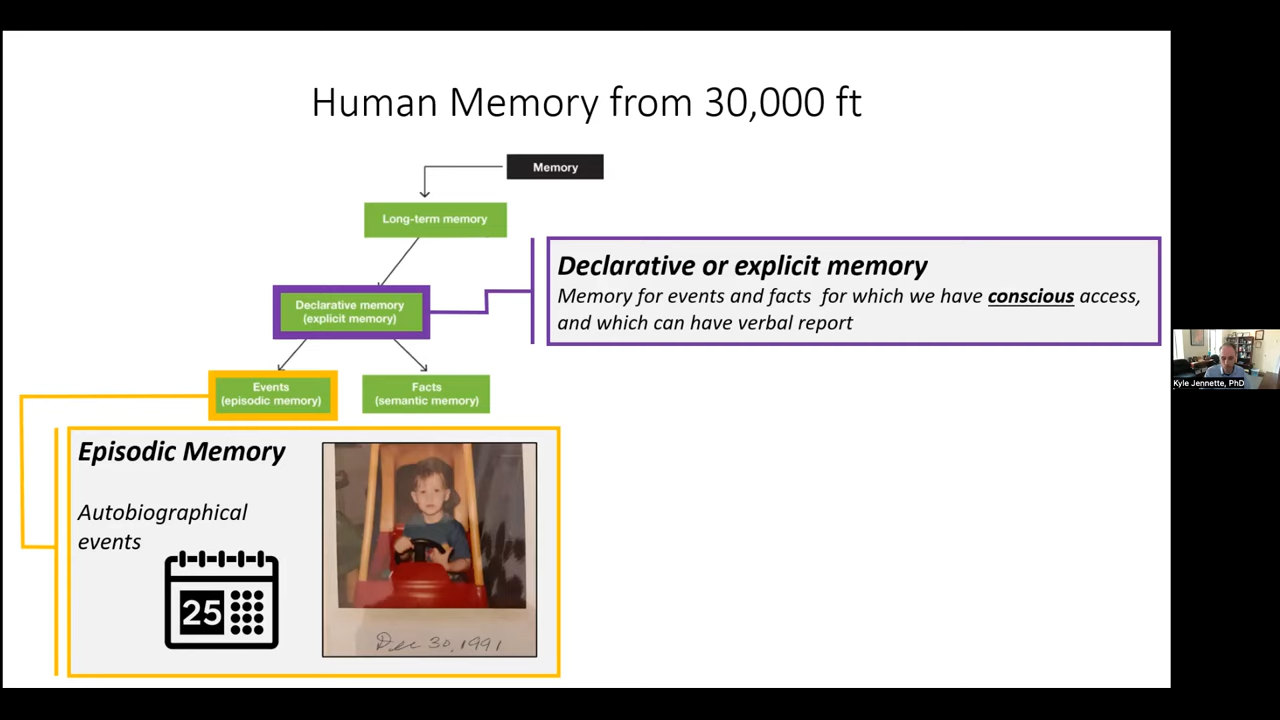 Human Memory from 30,000 ft
Memory
Long-term memory
Declarative memory
(explicit memory)
Declarative or explicit memory
Memory for events and facts for which we have conscious access,
and which can have verbal report
Events
(episodic memory)
Facts
(semantic memory)
Episodic Memory
Autobiographical
events
25
Dec 30, 1991
Kyle Jennette, PhD